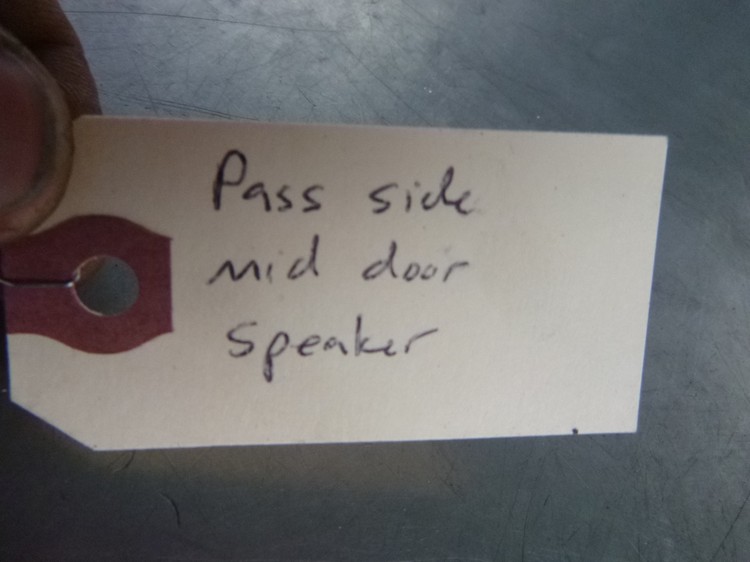 Pass side
mid door
speaker